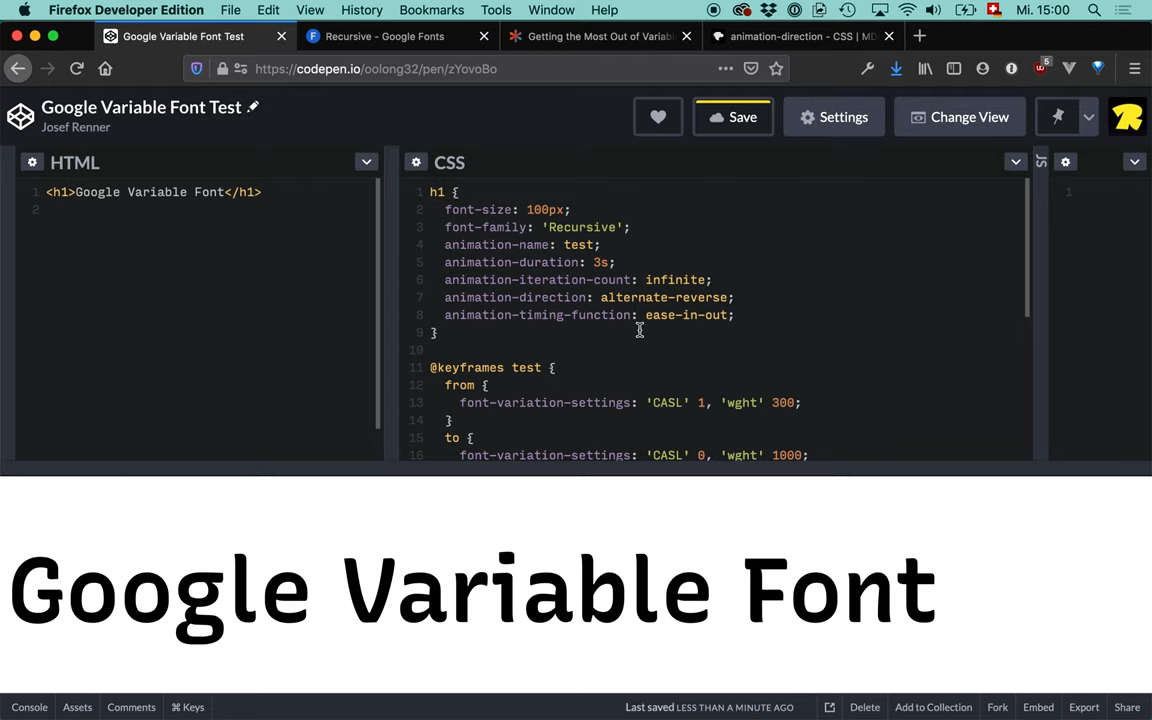 Firefox Developer Edition File Edit View History Bookmarks Tools Window Help Mi. 15:00
Google Variable Font Test Recursive - Google Fonts Getting the Most Out of Variabl animation-direction - CSS | MD
https://codepen.io/oolong32/pen/zYovoBo 5
Google Variable Font Test
Josef Renner
Save Settings Change View
HTML CSS JS
1 <h1>Google Variable Font</h1>
2
1 h1 {
2 font-size: 100px;
3 font-family: 'Recursive';
4 animation-name: test;
5 animation-duration: 3s;
6 animation-iteration-count: infinite;
7 animation-direction: alternate-reverse;
8 animation-timing-function: ease-in-out;
9 }
10
11 @keyframes test {
12 from {
13 font-variation-settings: 'CASL' 1, 'wght' 300;
14 }
15 to {
16 font-variation-settings: 'CASL' 0, 'wght' 1000;
1
Google Variable Font
Console Assets Comments ⌘ Keys Last saved LESS THAN A MINUTE AGO Delete Add to Collection Fork Embed Export Share